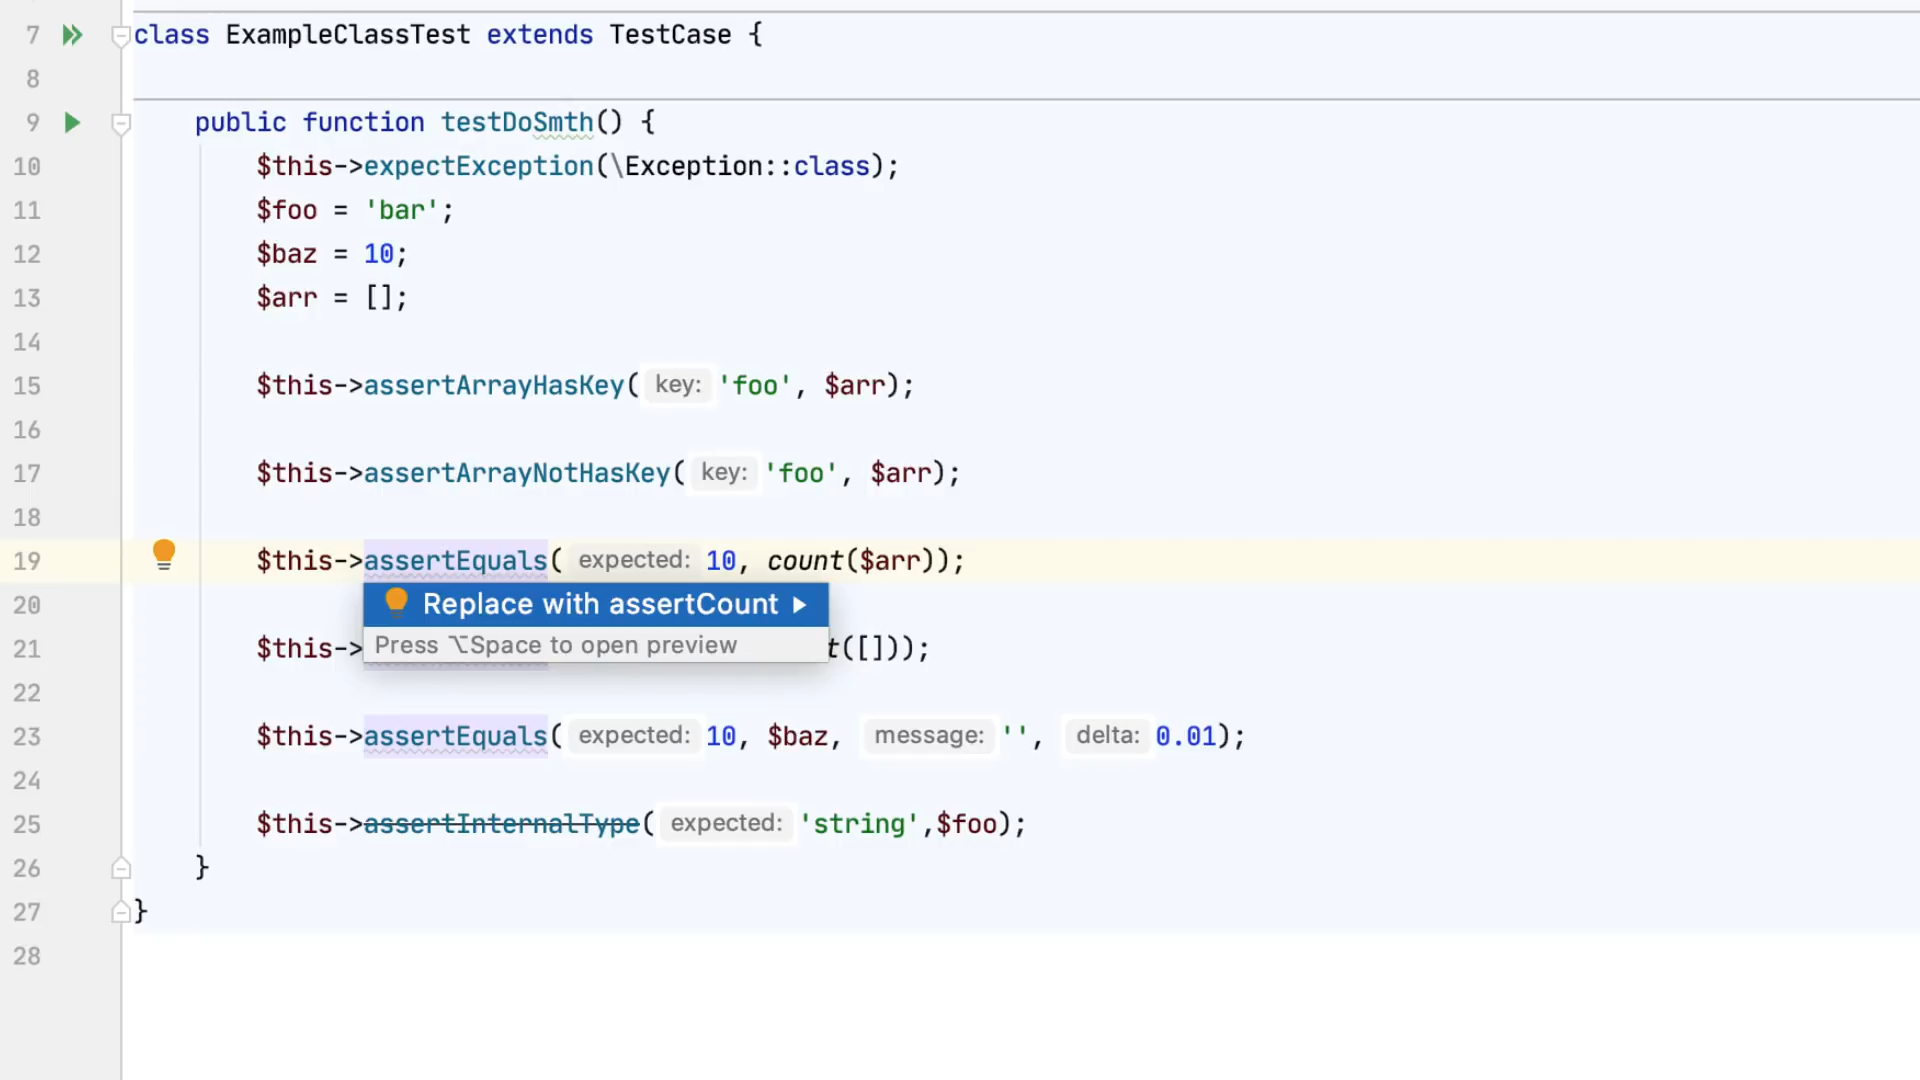 7 class ExampleClassTest extends TestCase {
8
9 public function testDoSmth() {
10 $this->expectException(\Exception::class);
11 $foo = 'bar';
12 $baz = 10;
13 $arr = [];
14
15 $this->assertArrayHasKey( key: 'foo', $arr);
16
17 $this->assertArrayNotHasKey( key: 'foo', $arr);
18
19 $this->assertEquals( expected: 10, count($arr));
20 Replace with assertCount
Press ⌥Space to open preview
21 $this-> t([]));
22
23 $this->assertEquals( expected: 10, $baz, message: '', delta: 0.01);
24
25 $this->assertInternalType( expected: 'string',$foo);
26 }
27 }
28